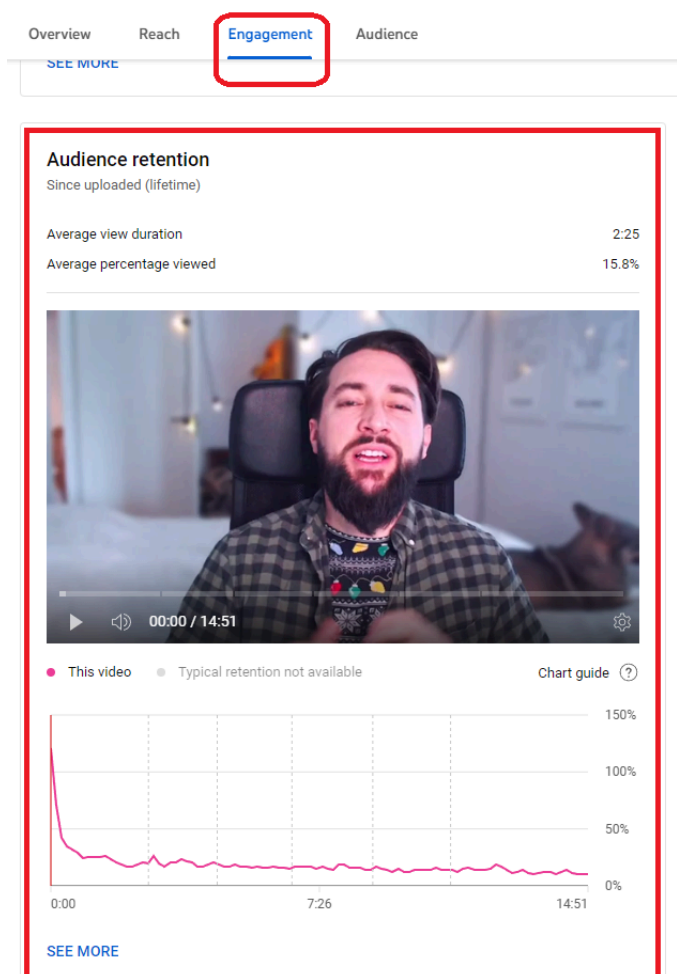 Overview Reach Engagement Audience
SEE MORE
Audience retention
Since uploaded (lifetime)
Average view duration 2:25
Average percentage viewed 15.8%
00:00 / 14:51
This video Typical retention not available Chart guide ?
150%
100%
50%
0%
0:00 7:26 14:51
SEE MORE